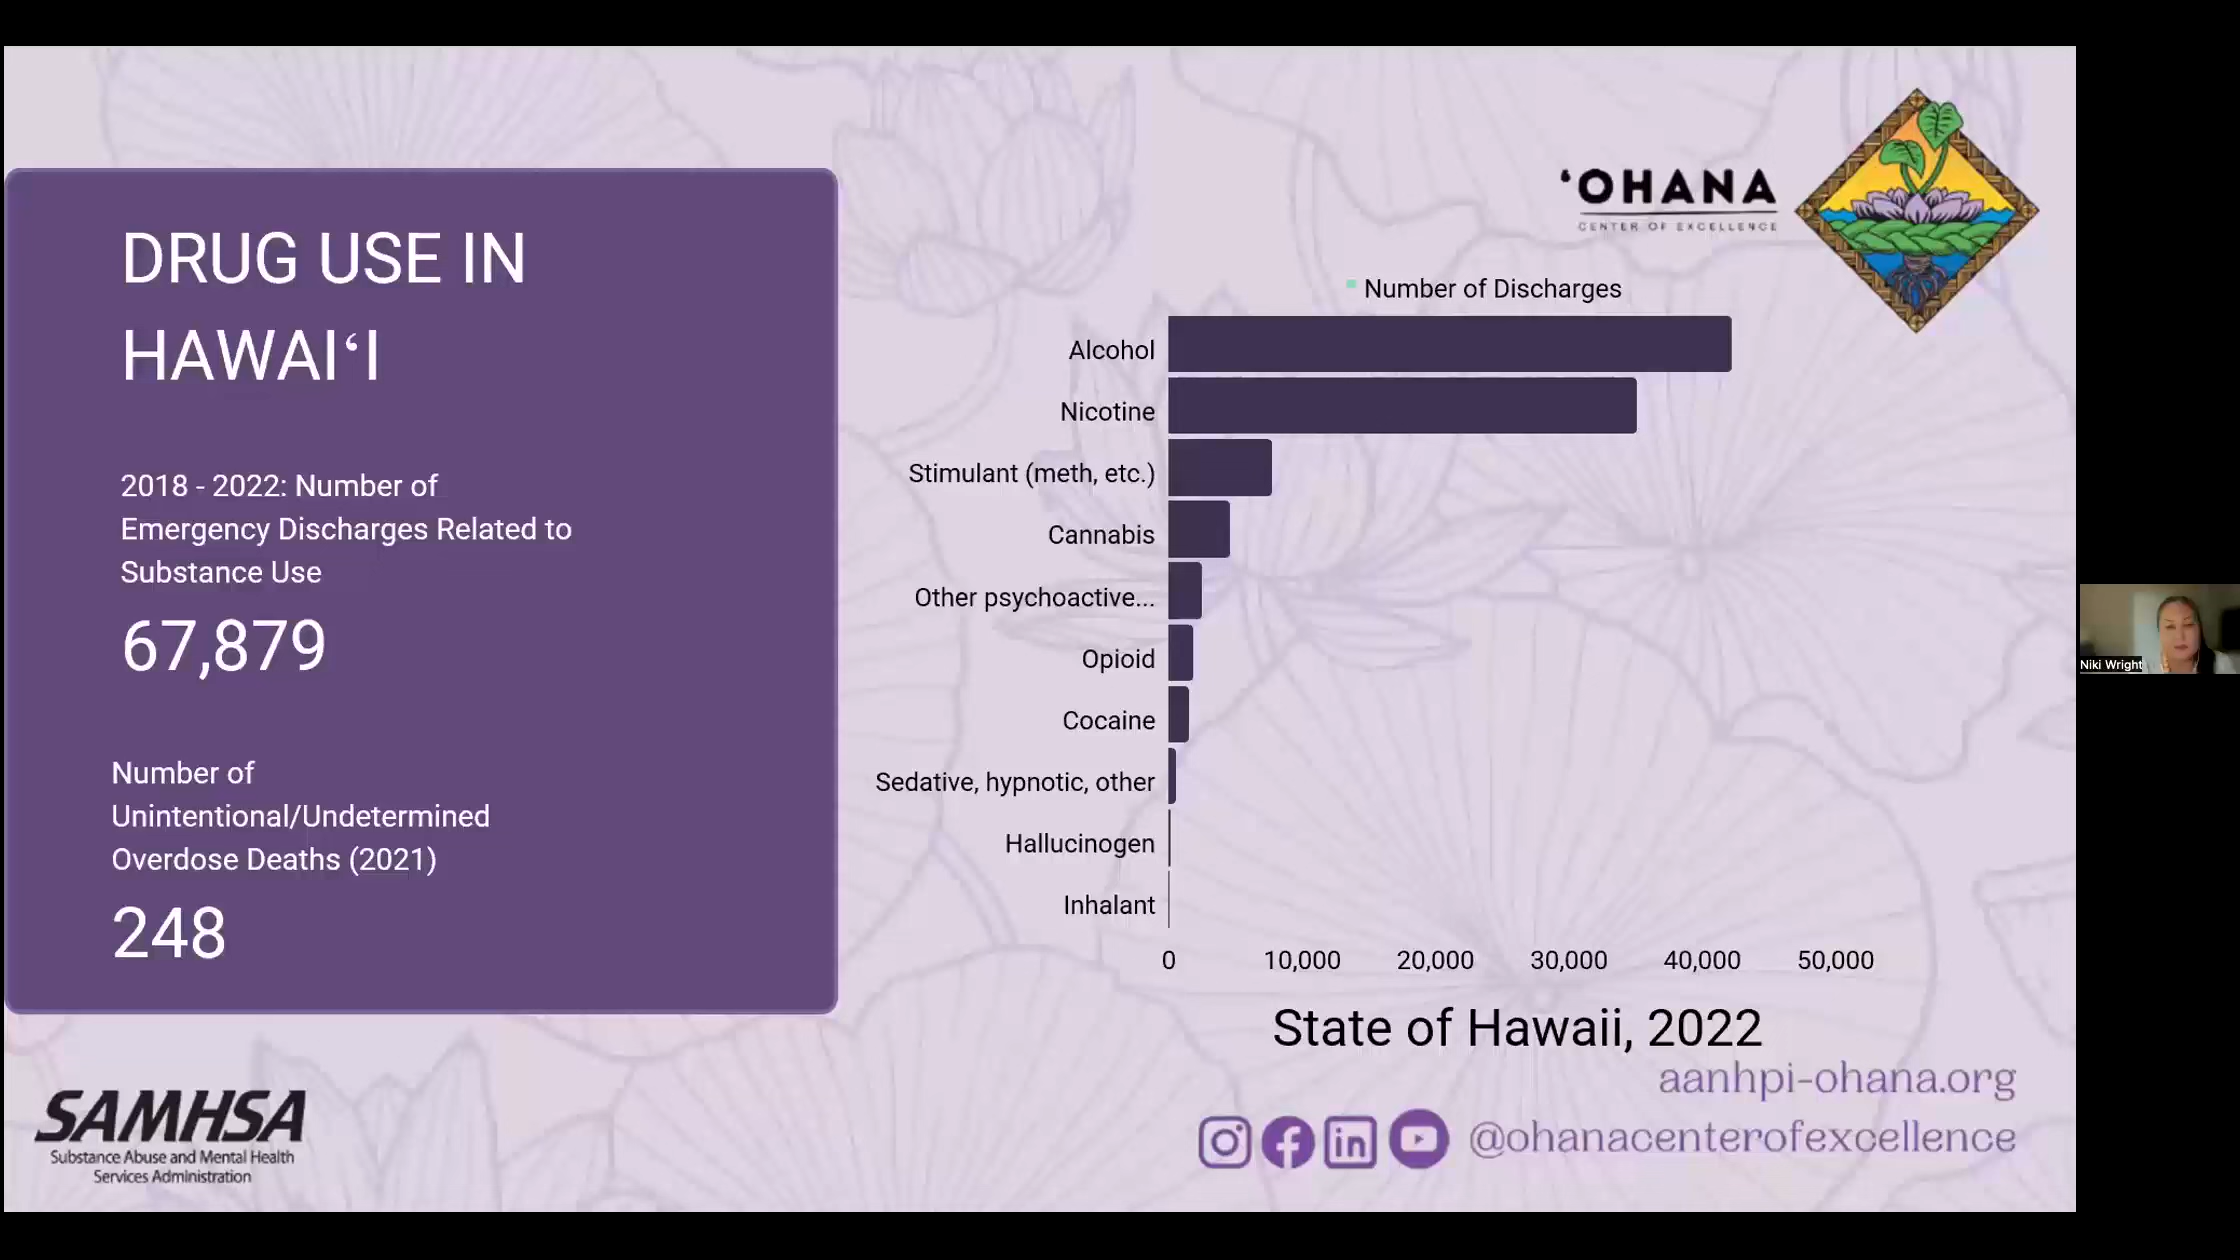 DRUG USE IN
HAWAIʻI
2018 - 2022: Number of
Emergency Discharges Related to
Substance Use
67,879
Number of
Unintentional/Undetermined
Overdose Deaths (2021)
248
SAMHSA
Substance Abuse and Mental Health
Services Administration
ʻOHANA
CENTER OF EXCELLENCE
Number of Discharges
Alcohol
Nicotine
Stimulant (meth, etc.)
Cannabis
Other psychoactive...
Opioid
Cocaine
Sedative, hypnotic, other
Hallucinogen
Inhalant
0 10,000 20,000 30,000 40,000 50,000
State of Hawaii, 2022
aanhpi-ohana.org
@ohanacenterofexcellence
Niki Wright